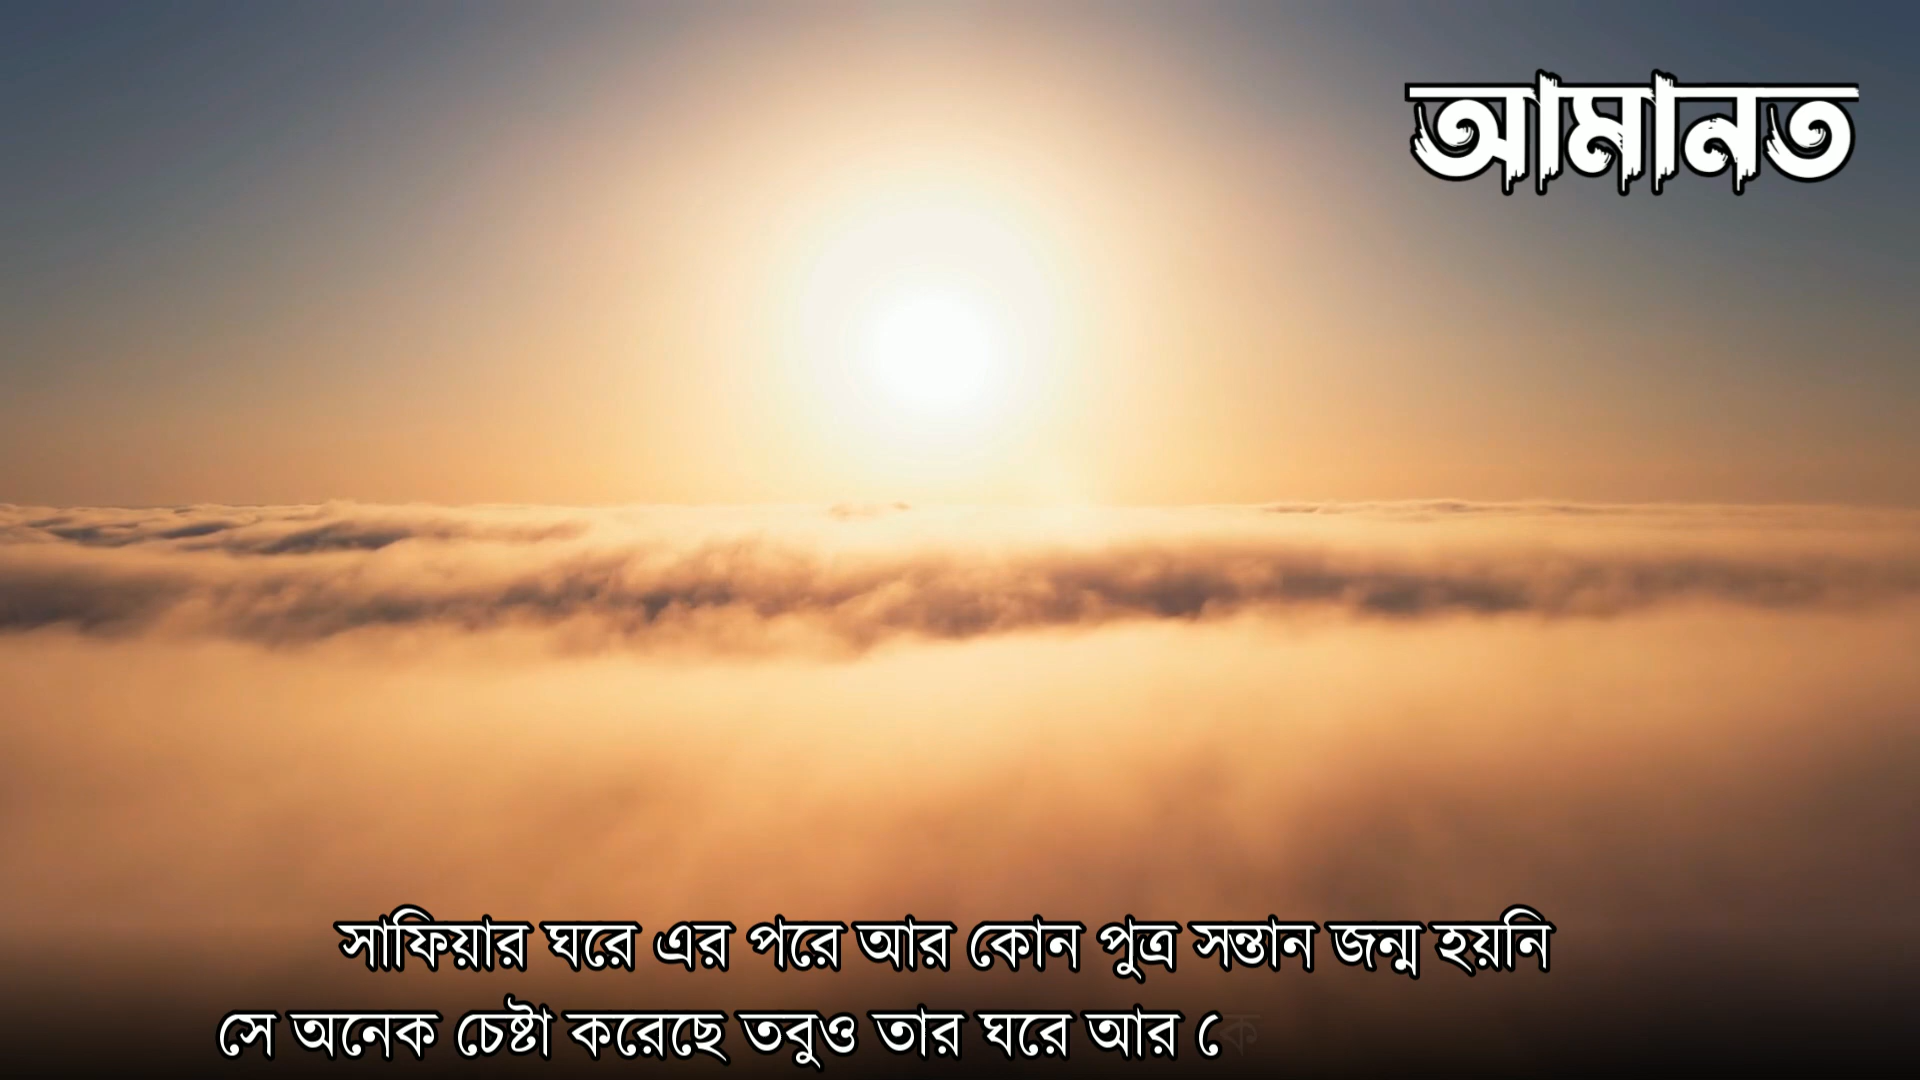 আমানত
সাফিয়ার ঘরে এর পরে আর কোন পুত্র সন্তান জন্ম হয়নি
সে অনেক চেষ্টা করেছে তবুও তার ঘরে আর কে